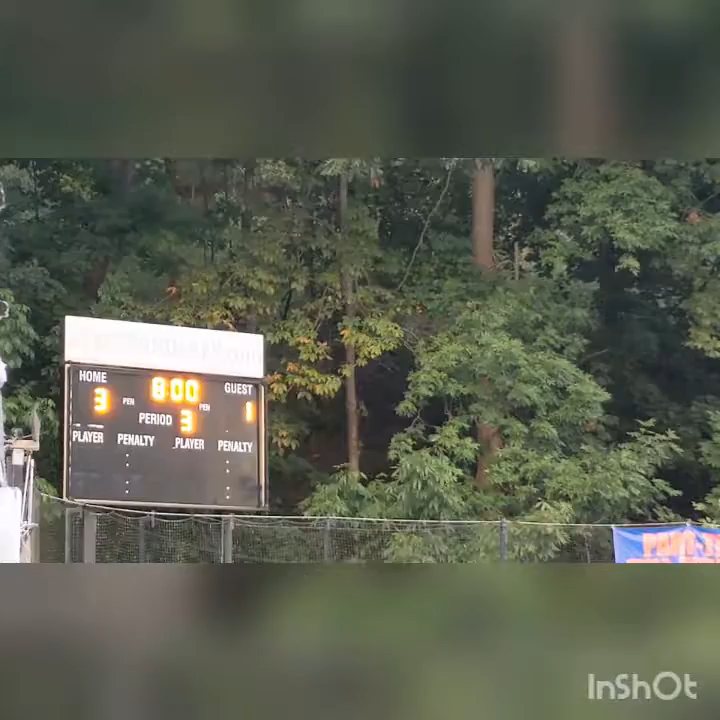 HOME 8:00 GUEST
3 PEN PEN 1
PERIOD 3
PLAYER PENALTY PLAYER PENALTY
InShOt